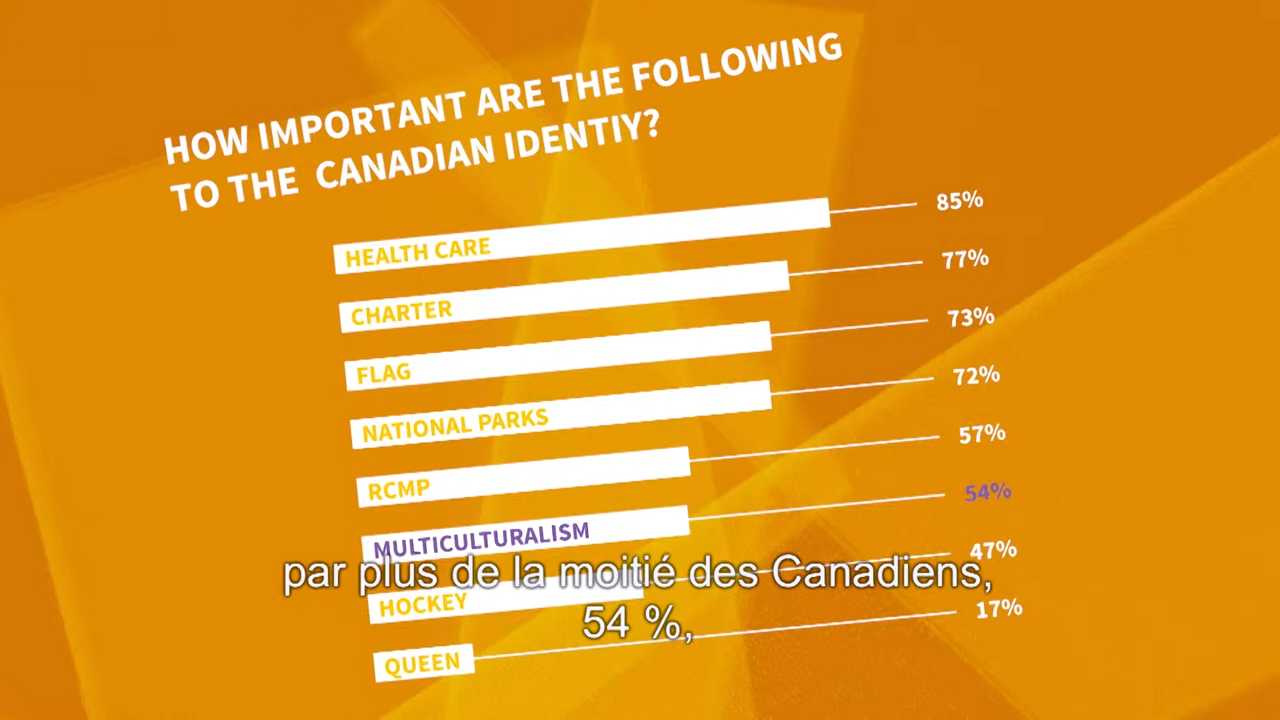 HOW IMPORTANT ARE THE FOLLOWING
TO THE CANADIAN IDENTIY?
HEALTH CARE 85%
CHARTER 77%
FLAG 73%
NATIONAL PARKS 72%
RCMP 57%
MULTICULTURALISM 54%
HOCKEY 47%
QUEEN 17%
par plus de la moitié des Canadiens,
54 %,